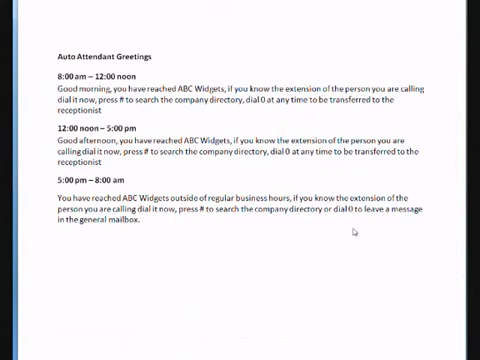 Auto Attendant Greetings
8:00 am – 12:00 noon
Good morning, you have reached ABC Widgets, if you know the extension of the person you are calling
dial it now, press # to search the company directory, dial 0 at any time to be transferred to the
receptionist
12:00 noon – 5:00 pm
Good afternoon, you have reached ABC Widgets, if you know the extension of the person you are
calling dial it now, press # to search the company directory, dial 0 at any time to be transferred to the
receptionist
5:00 pm – 8:00 am
You have reached ABC Widgets outside of regular business hours, if you know the extension of the
person you are calling dial it now, press # to search the company directory or dial 0 to leave a message
in the general mailbox.